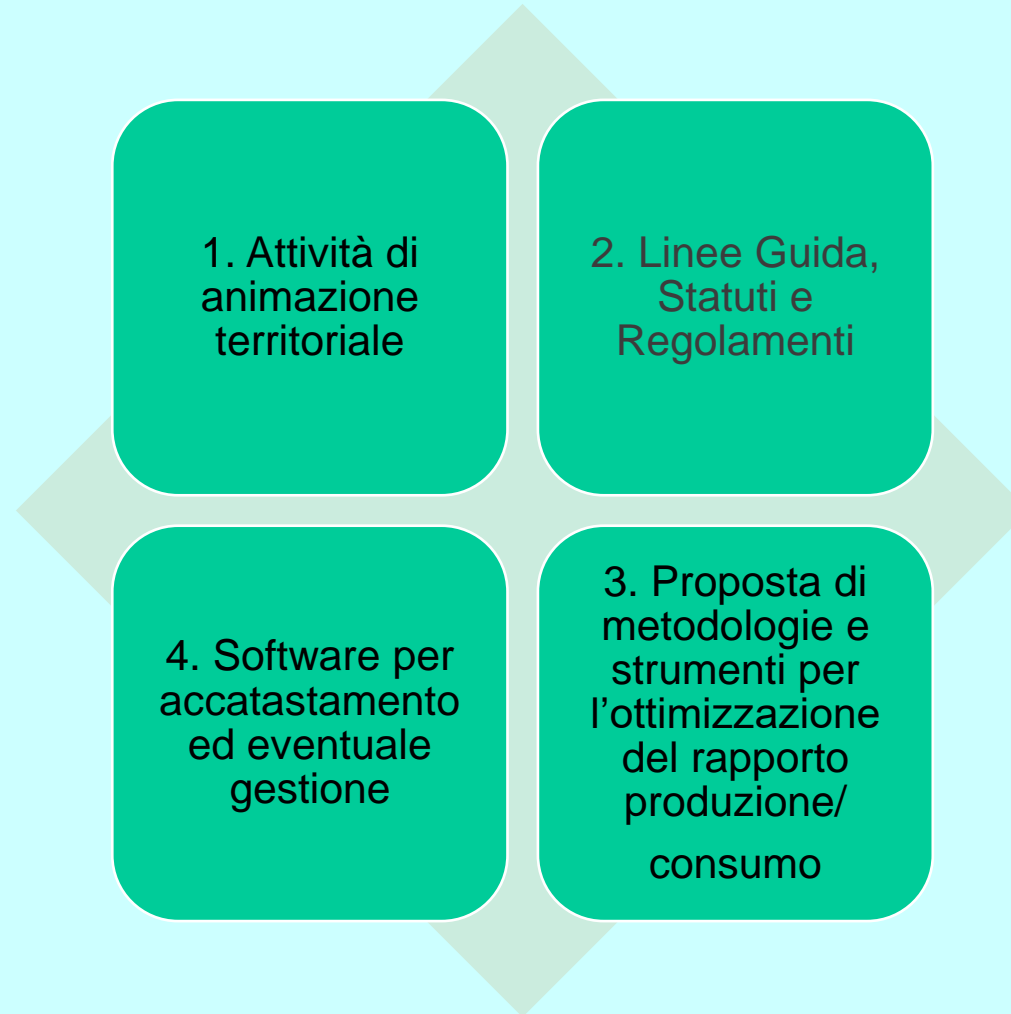 1. Attività di
animazione
territoriale
2. Linee Guida,
Statuti e
Regolamenti
3. Proposta di
metodologie e
strumenti per
l’ottimizzazione
del rapporto
produzione/
consumo
4. Software per
accatastamento
ed eventuale
gestione